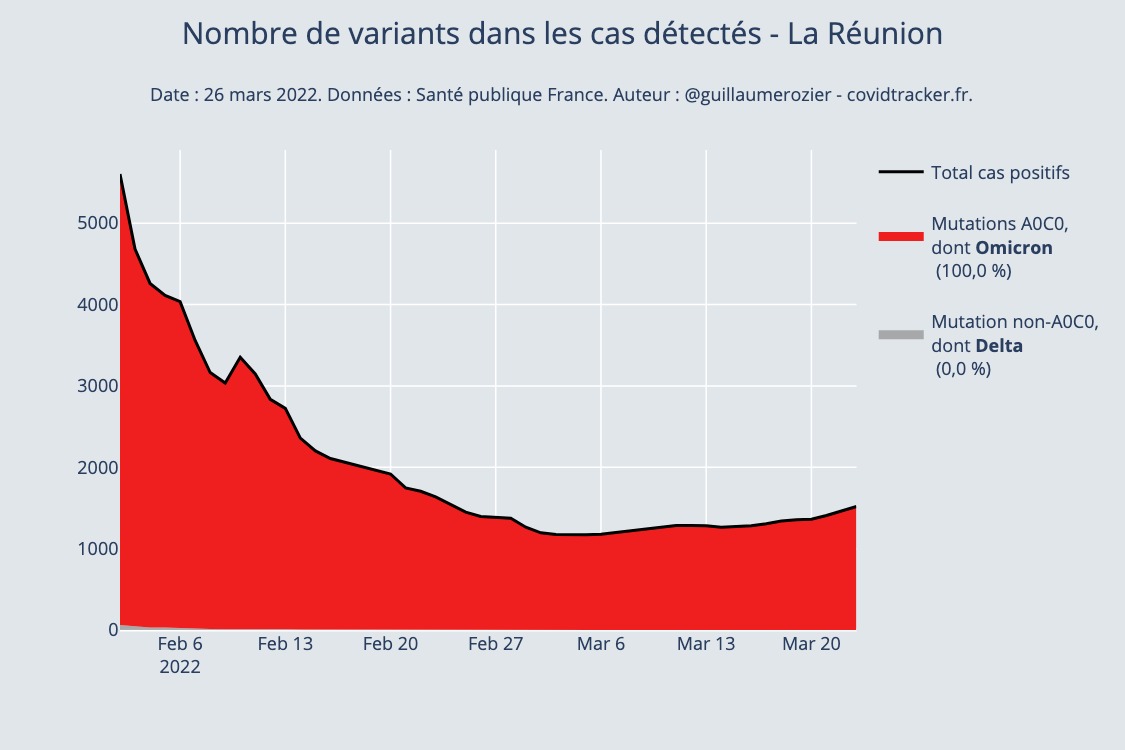 Nombre de variants dans les cas détectés - La Réunion
Date : 26 mars 2022. Données : Santé publique France. Auteur : @guillaumerozier - covidtracker.fr.
Total cas positifs
Mutations A0C0,
dont Omicron
(100,0 %)
Mutation non-A0C0,
dont Delta
(0,0 %)
5000
4000
3000
2000
1000
0
Feb 6
2022
Feb 13
Feb 20
Feb 27
Mar 6
Mar 13
Mar 20